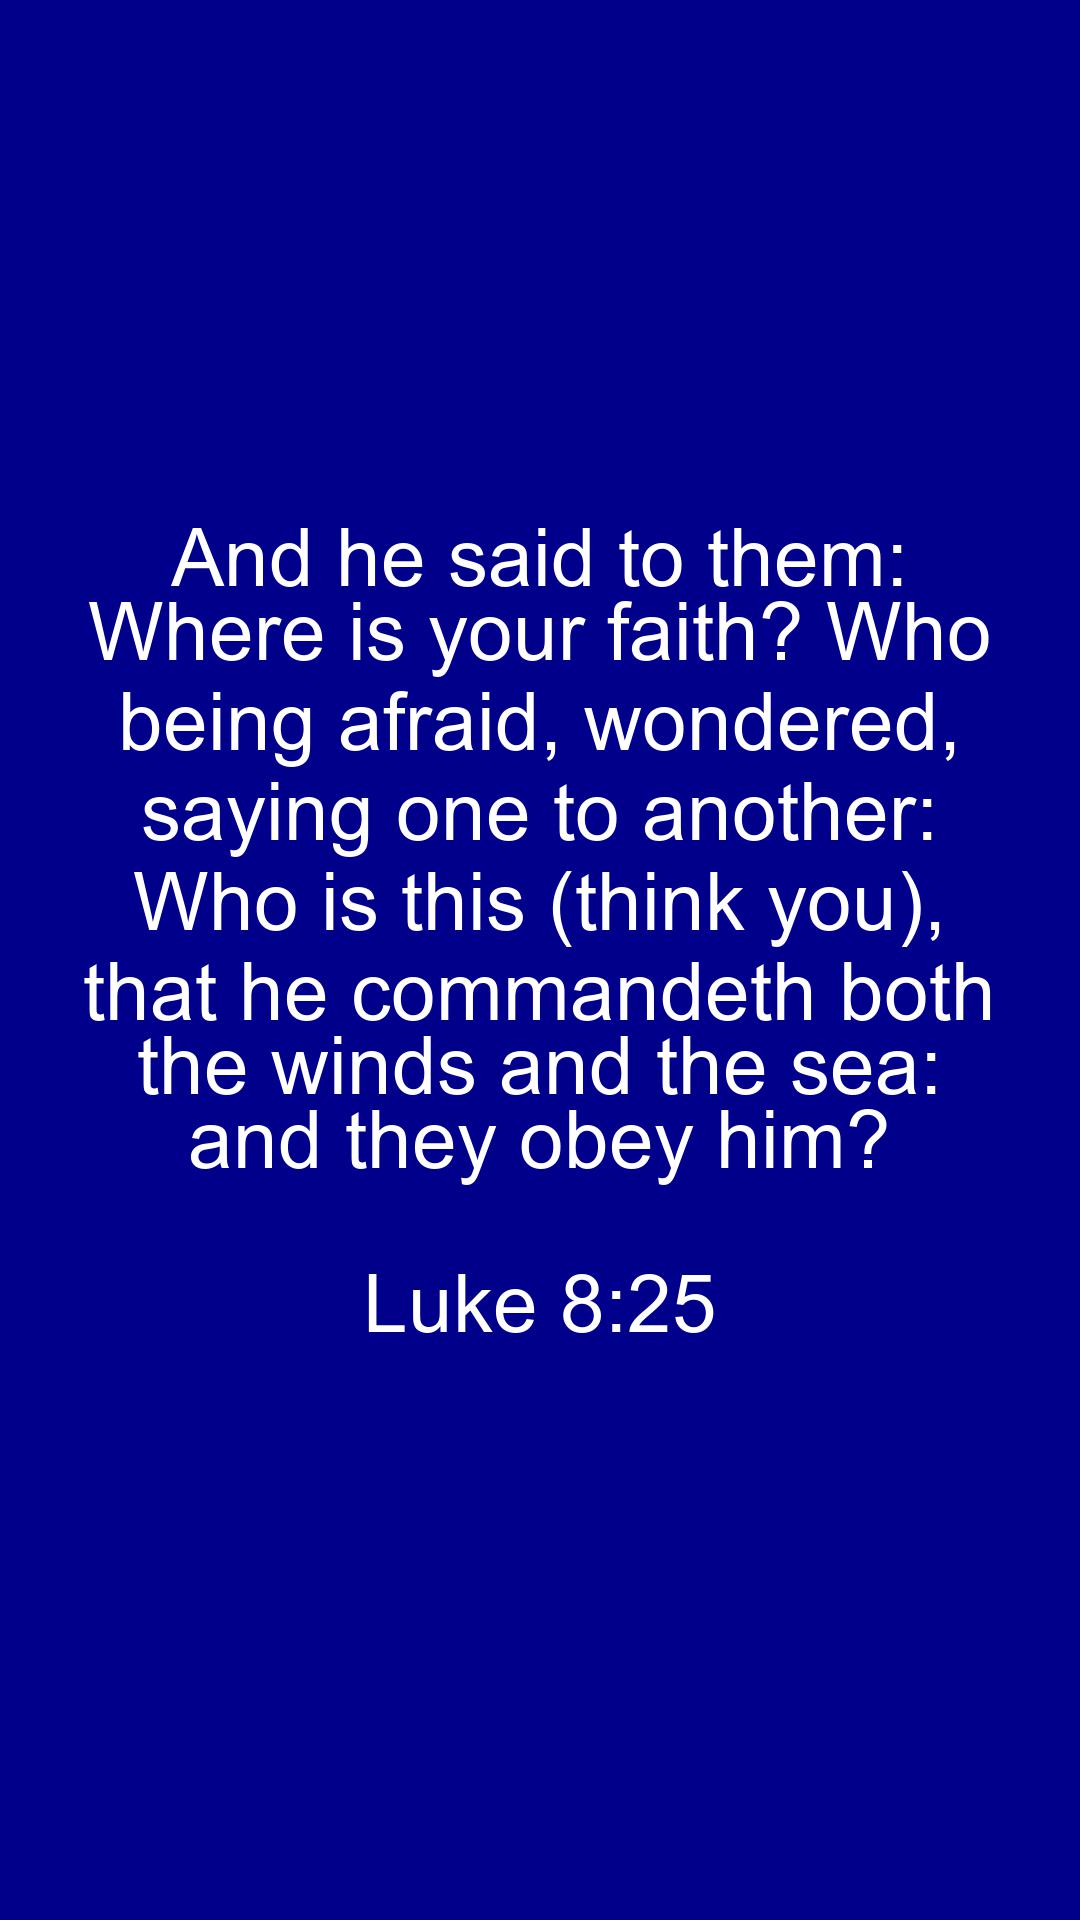 And he said to them:
Where is your faith? Who
being afraid, wondered,
saying one to another:
Who is this (think you),
that he commandeth both
the winds and the sea:
and they obey him?
Luke 8:25